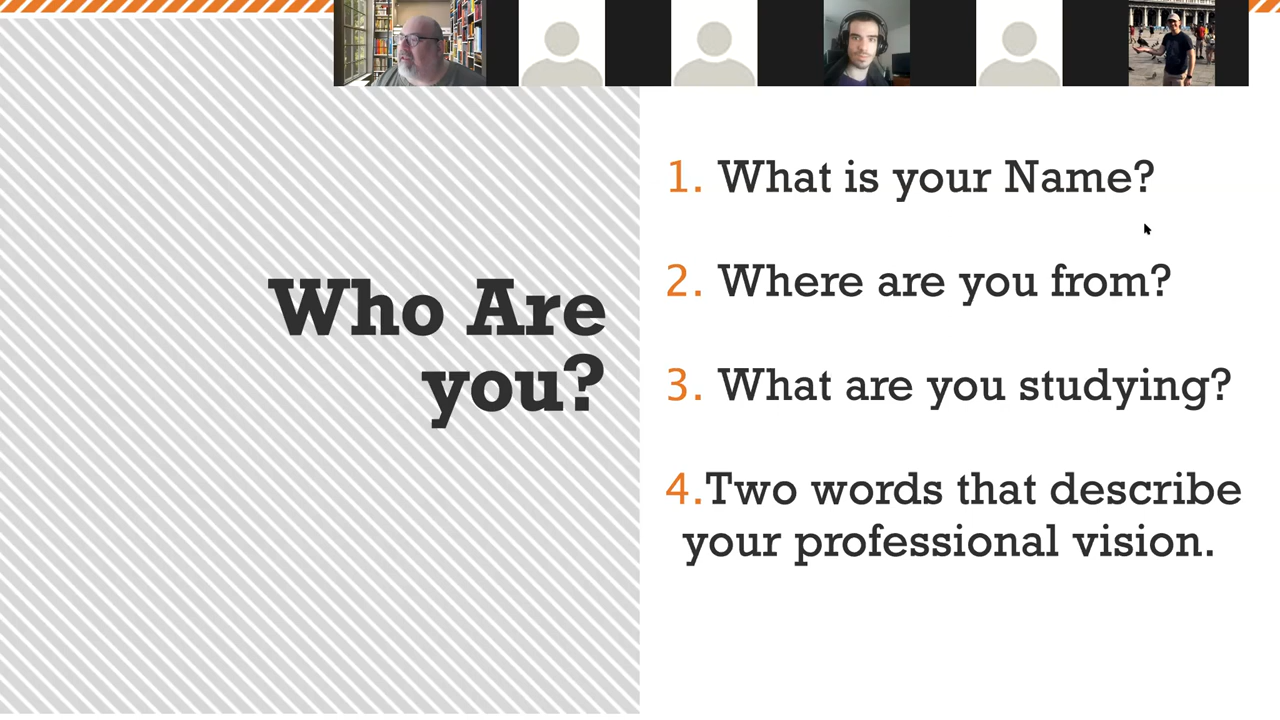 Who Are
you?
1. What is your Name?
2. Where are you from?
3. What are you studying?
4.Two words that describe
your professional vision.